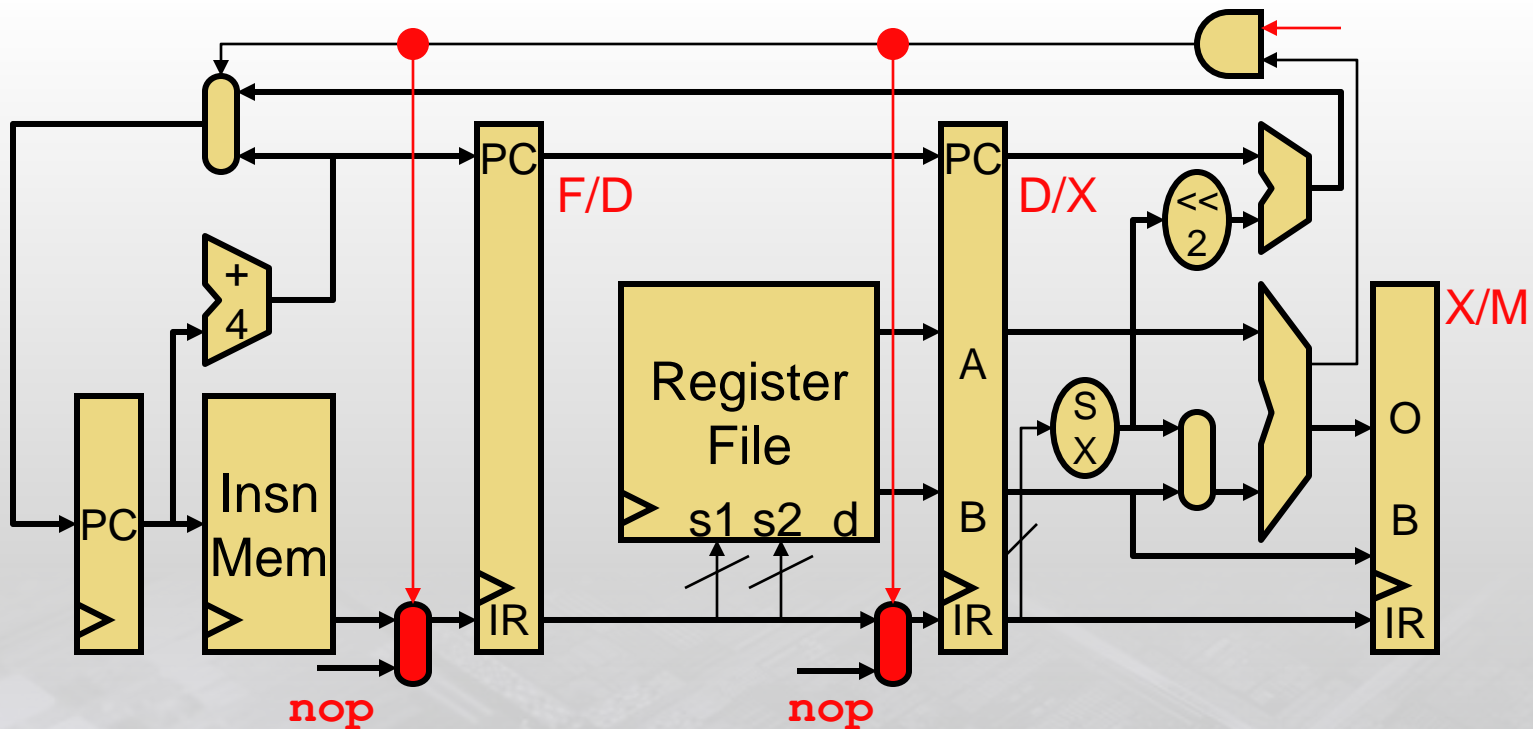 PC
F/D
PC
D/X
<<
2
+
4
X/M
Register
File
A
S
X
O
PC
Insn
Mem
s1 s2 d
B
B
IR
IR
IR
nop
nop